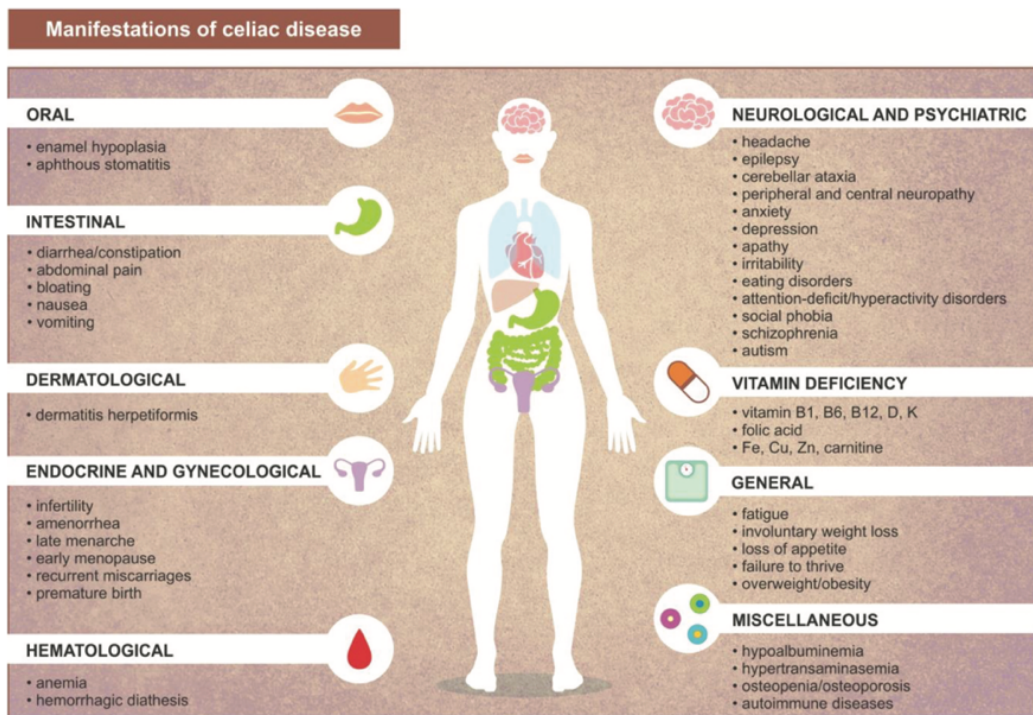 Manifestations of celiac disease
ORAL
• enamel hypoplasia
• aphthous stomatitis
INTESTINAL
• diarrhea/constipation
• abdominal pain
• bloating
• nausea
• vomiting
DERMATOLOGICAL
• dermatitis herpetiformis
ENDOCRINE AND GYNECOLOGICAL
• infertility
• amenorrhea
• late menarche
• early menopause
• recurrent miscarriages
• premature birth
HEMATOLOGICAL
• anemia
• hemorrhagic diathesis
NEUROLOGICAL AND PSYCHIATRIC
• headache
• epilepsy
• cerebellar ataxia
• peripheral and central neuropathy
• anxiety
• depression
• apathy
• irritability
• eating disorders
• attention-deficit/hyperactivity disorders
• social phobia
• schizophrenia
• autism
VITAMIN DEFICIENCY
• vitamin B1, B6, B12, D, K
• folic acid
• Fe, Cu, Zn, carnitine
GENERAL
• fatigue
• involuntary weight loss
• loss of appetite
• failure to thrive
• overweight/obesity
MISCELLANEOUS
• hypoalbuminemia
• hypertransaminasemia
• osteopenia/osteoporosis
• autoimmune diseases